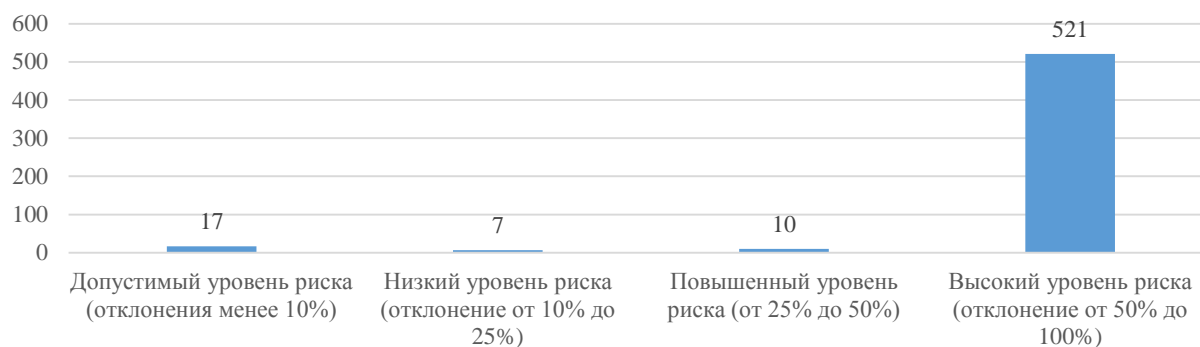 600
500
400
300
200
100
0
17
7
10
521
Допустимый уровень риска
(отклонения менее 10%)
Низкий уровень риска
(отклонение от 10% до
25%)
Повышенный уровень
риска (от 25% до 50%)
Высокий уровень риска
(отклонение от 50% до
100%)